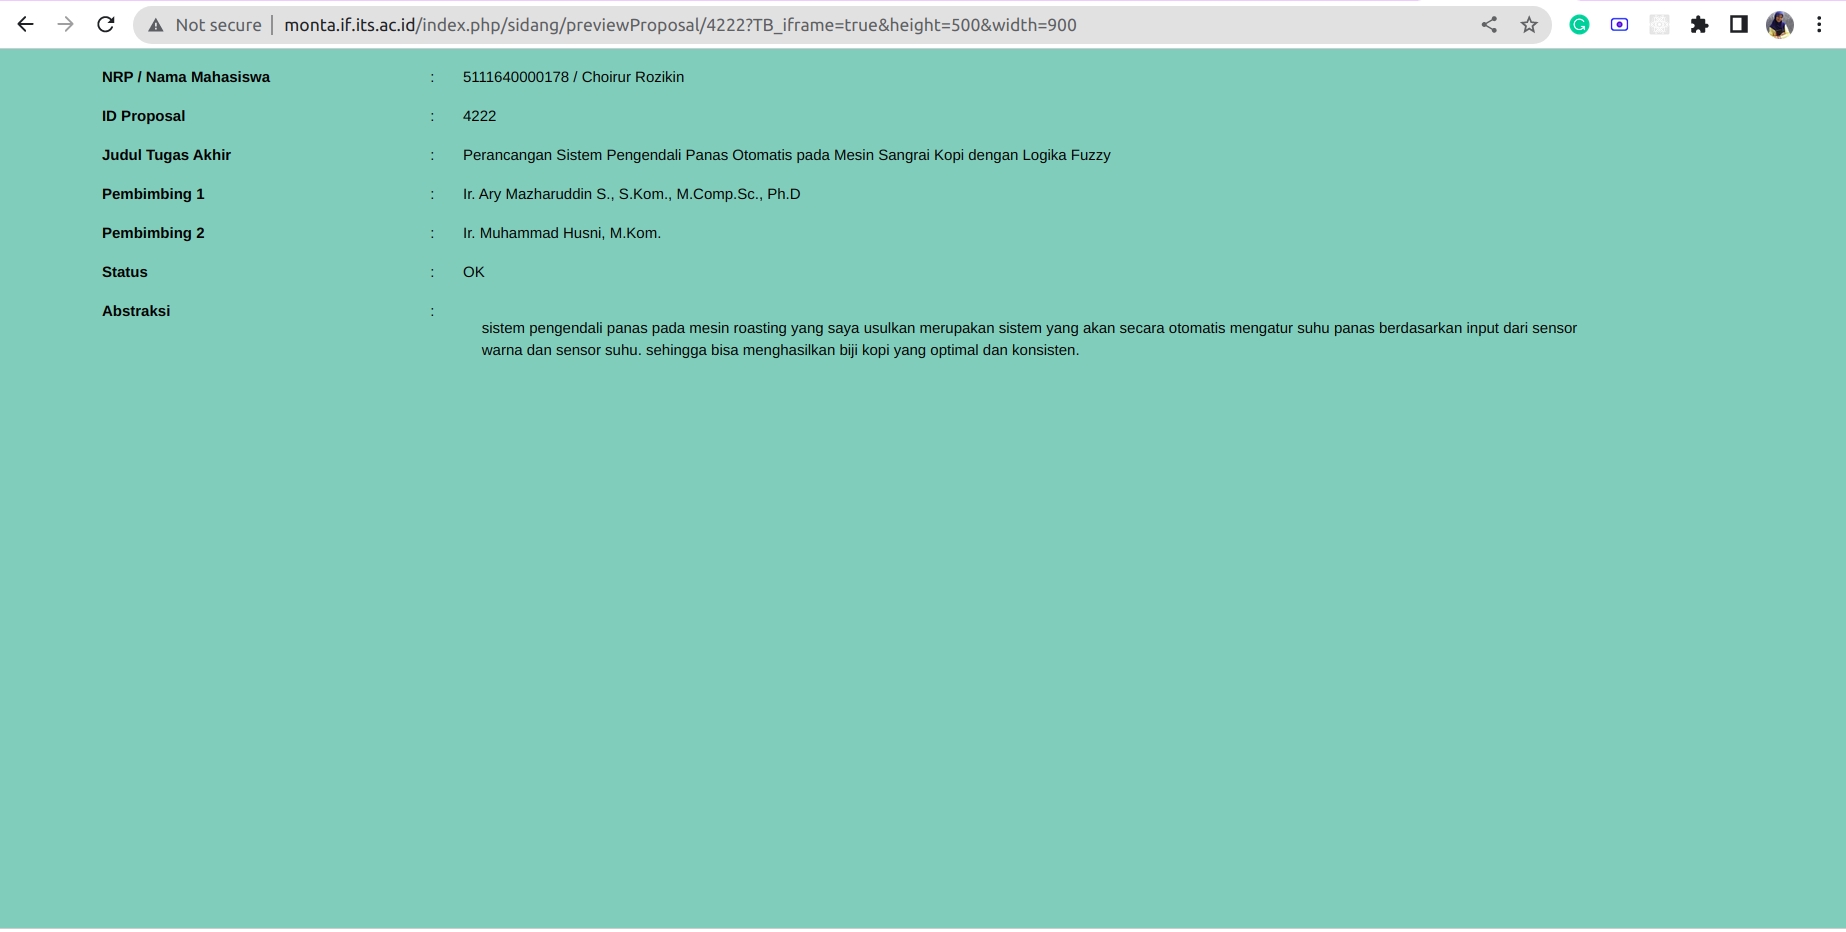 Not secure monta.if.its.ac.id/index.php/sidang/previewProposal/4222?TB_iframe=true&height=500&width=900
NRP / Nama Mahasiswa : 5111640000178 / Choirur Rozikin
ID Proposal : 4222
Judul Tugas Akhir : Perancangan Sistem Pengendali Panas Otomatis pada Mesin Sangrai Kopi dengan Logika Fuzzy
Pembimbing 1 : Ir. Ary Mazharuddin S., S.Kom., M.Comp.Sc., Ph.D
Pembimbing 2 : Ir. Muhammad Husni, M.Kom.
Status : OK
Abstraksi :
sistem pengendali panas pada mesin roasting yang saya usulkan merupakan sistem yang akan secara otomatis mengatur suhu panas berdasarkan input dari sensor
warna dan sensor suhu. sehingga bisa menghasilkan biji kopi yang optimal dan konsisten.